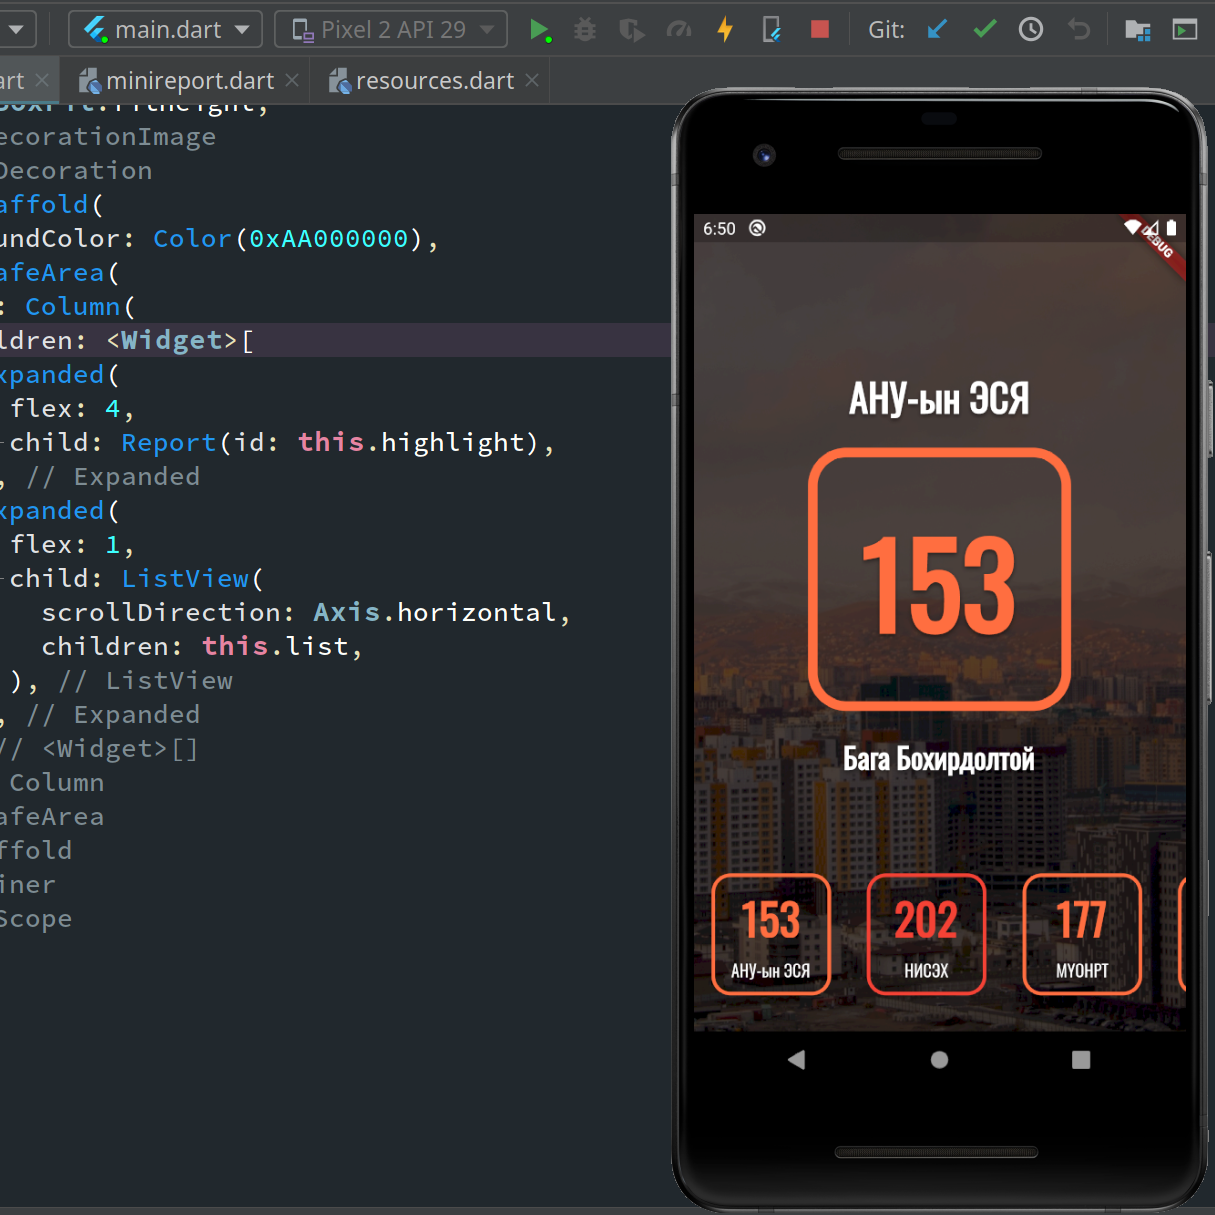 main.dart
Pixel 2 API 29
Git:
art
minireport.dart
resources.dart
BoxFit.fitHeight,
ecorationImage
Decoration
affold(
undColor: Color(0xAA000000),
afeArea(
: Column(
ldren: <Widget>[
xpanded(
flex: 4,
child: Report(id: this.highlight),
, // Expanded
xpanded(
flex: 1,
child: ListView(
scrollDirection: Axis.horizontal,
children: this.list,
), // ListView
, // Expanded
// <Widget>[]
Column
afeArea
ffold
iner
Scope
6:50
DEBUG
АНУ-ын ЭСЯ
153
Бага Бохирдолтой
153
АНУ-ын ЭСЯ
202
НИСЭХ
177
МҮОНРТ